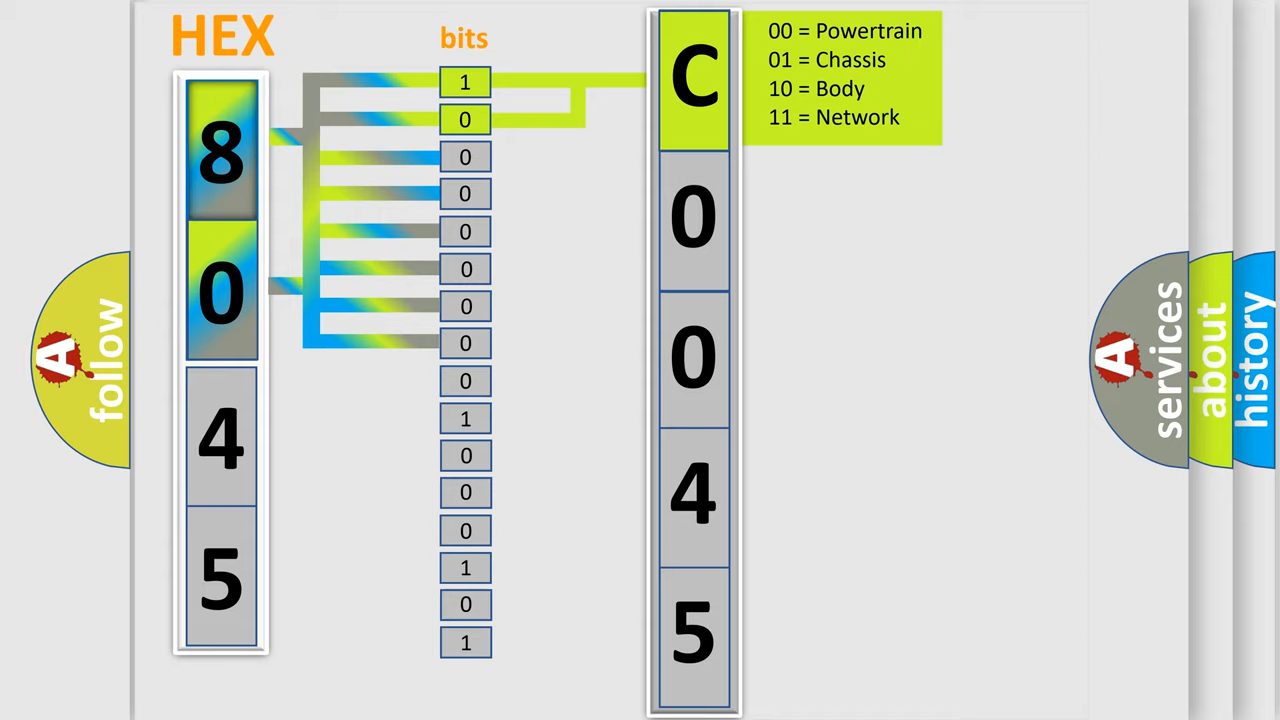 HEX
8
0
4
5
bits
1
0
0
0
0
0
0
0
0
1
0
0
0
1
0
1
C
0
0
4
5
00 = Powertrain
01 = Chassis
10 = Body
11 = Network
A
follow
A
services
about
history